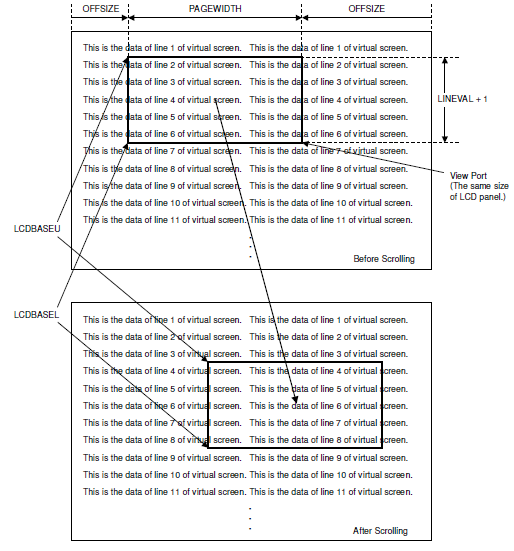 OFFSIZE PAGEWIDTH OFFSIZE
This is the data of line 1 of virtual screen. This is the data of line 1 of virtual screen.
This is the data of line 2 of virtual screen. This is the data of line 2 of virtual screen.
This is the data of line 3 of virtual screen. This is the data of line 3 of virtual screen.
This is the data of line 4 of virtual screen. This is the data of line 4 of virtual screen.
This is the data of line 5 of virtual screen. This is the data of line 5 of virtual screen.
This is the data of line 6 of virtual screen. This is the data of line 6 of virtual screen.
This is the data of line 7 of virtual screen. This is the data of line 7 of virtual screen.
This is the data of line 8 of virtual screen. This is the data of line 8 of virtual screen.
This is the data of line 9 of virtual screen. This is the data of line 9 of virtual screen.
This is the data of line 10 of virtual screen. This is the data of line 10 of virtual screen.
This is the data of line 11 of virtual screen. This is the data of line 11 of virtual screen.
Before Scrolling
LINEVAL + 1
View Port
(The same size
of LCD panel.)
LCDBASEU
LCDBASEL
This is the data of line 1 of virtual screen. This is the data of line 1 of virtual screen.
This is the data of line 2 of virtual screen. This is the data of line 2 of virtual screen.
This is the data of line 3 of virtual screen. This is the data of line 3 of virtual screen.
This is the data of line 4 of virtual screen. This is the data of line 4 of virtual screen.
This is the data of line 5 of virtual screen. This is the data of line 5 of virtual screen.
This is the data of line 6 of virtual screen. This is the data of line 6 of virtual screen.
This is the data of line 7 of virtual screen. This is the data of line 7 of virtual screen.
This is the data of line 8 of virtual screen. This is the data of line 8 of virtual screen.
This is the data of line 9 of virtual screen. This is the data of line 9 of virtual screen.
This is the data of line 10 of virtual screen. This is the data of line 10 of virtual screen.
This is the data of line 11 of virtual screen. This is the data of line 11 of virtual screen.
After Scrolling